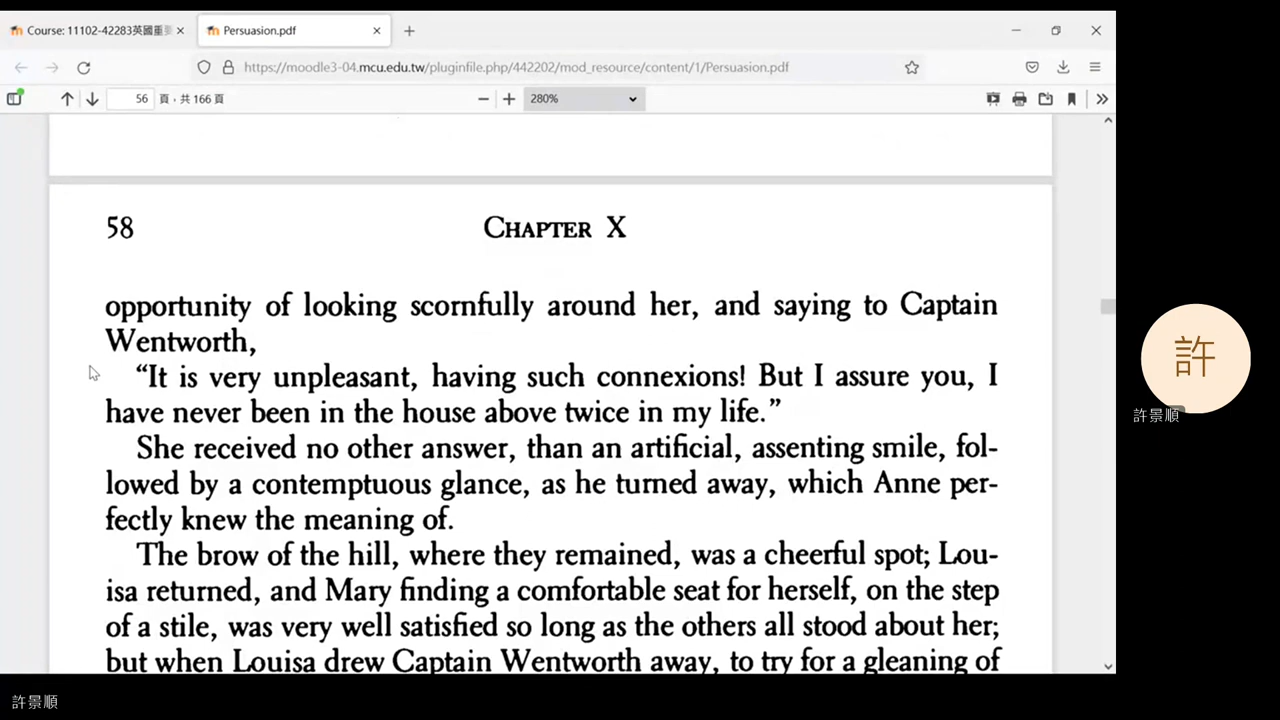 Course: 11102-42283英國重
Persuasion.pdf
https://moodle3-04.mcu.edu.tw/pluginfile.php/442202/mod_resource/content/1/Persuasion.pdf
56 頁，共 166 頁
280%
58 CHAPTER X
opportunity of looking scornfully around her, and saying to Captain
Wentworth,
“It is very unpleasant, having such connexions! But I assure you, I
have never been in the house above twice in my life.”
She received no other answer, than an artificial, assenting smile, fol-
lowed by a contemptuous glance, as he turned away, which Anne per-
fectly knew the meaning of.
The brow of the hill, where they remained, was a cheerful spot; Lou-
isa returned, and Mary finding a comfortable seat for herself, on the step
of a stile, was very well satisfied so long as the others all stood about her;
but when Louisa drew Captain Wentworth away, to try for a gleaning of
許
許景順
許景順